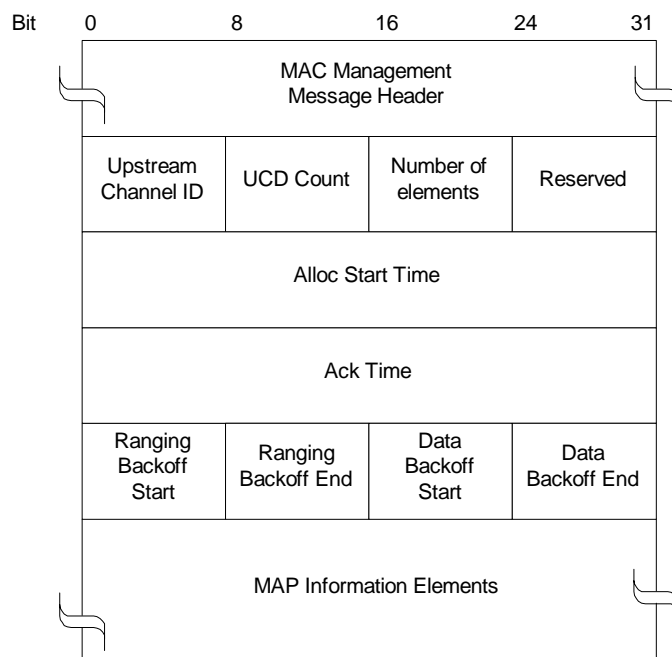 Bit 0 8 16 24 31
MAC Management
Message Header
Upstream
Channel ID
UCD Count
Number of
elements
Reserved
Alloc Start Time
Ack Time
Ranging
Backoff
Start
Ranging
Backoff End
Data
Backoff
Start
Data
Backoff End
MAP Information Elements